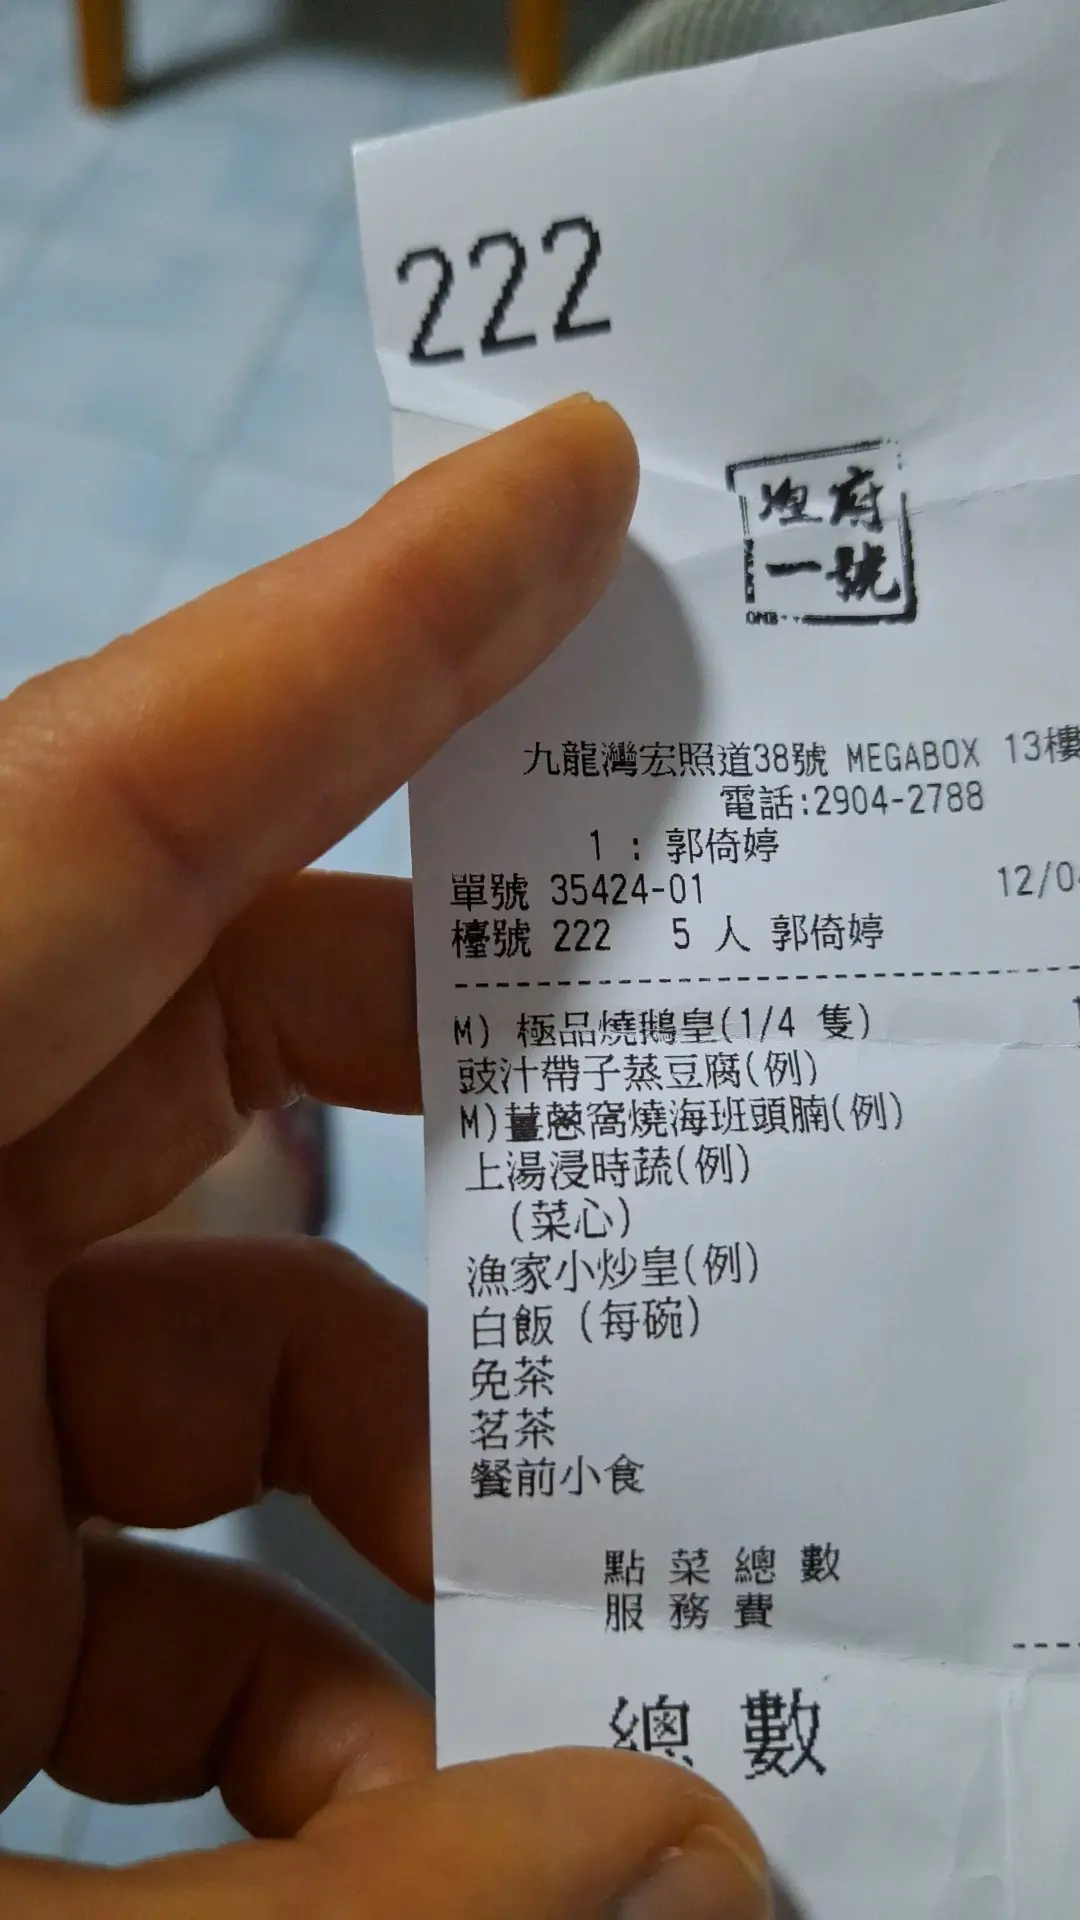 222
漁府
一號
九龍灣宏照道38號 MEGABOX 13樓
電話:2904-2788
1 : 郭倚婷
單號 35424-01 12/04
檯號 222 5 人 郭倚婷
M) 極品燒鵝皇(1/4 隻)
豉汁帶子蒸豆腐(例)
M)薑蔥窩燒海班頭腩(例)
上湯浸時蔬(例)
(菜心)
漁家小炒皇(例)
白飯 (每碗)
免茶
茗茶
餐前小食
點菜總數
服務費
總數